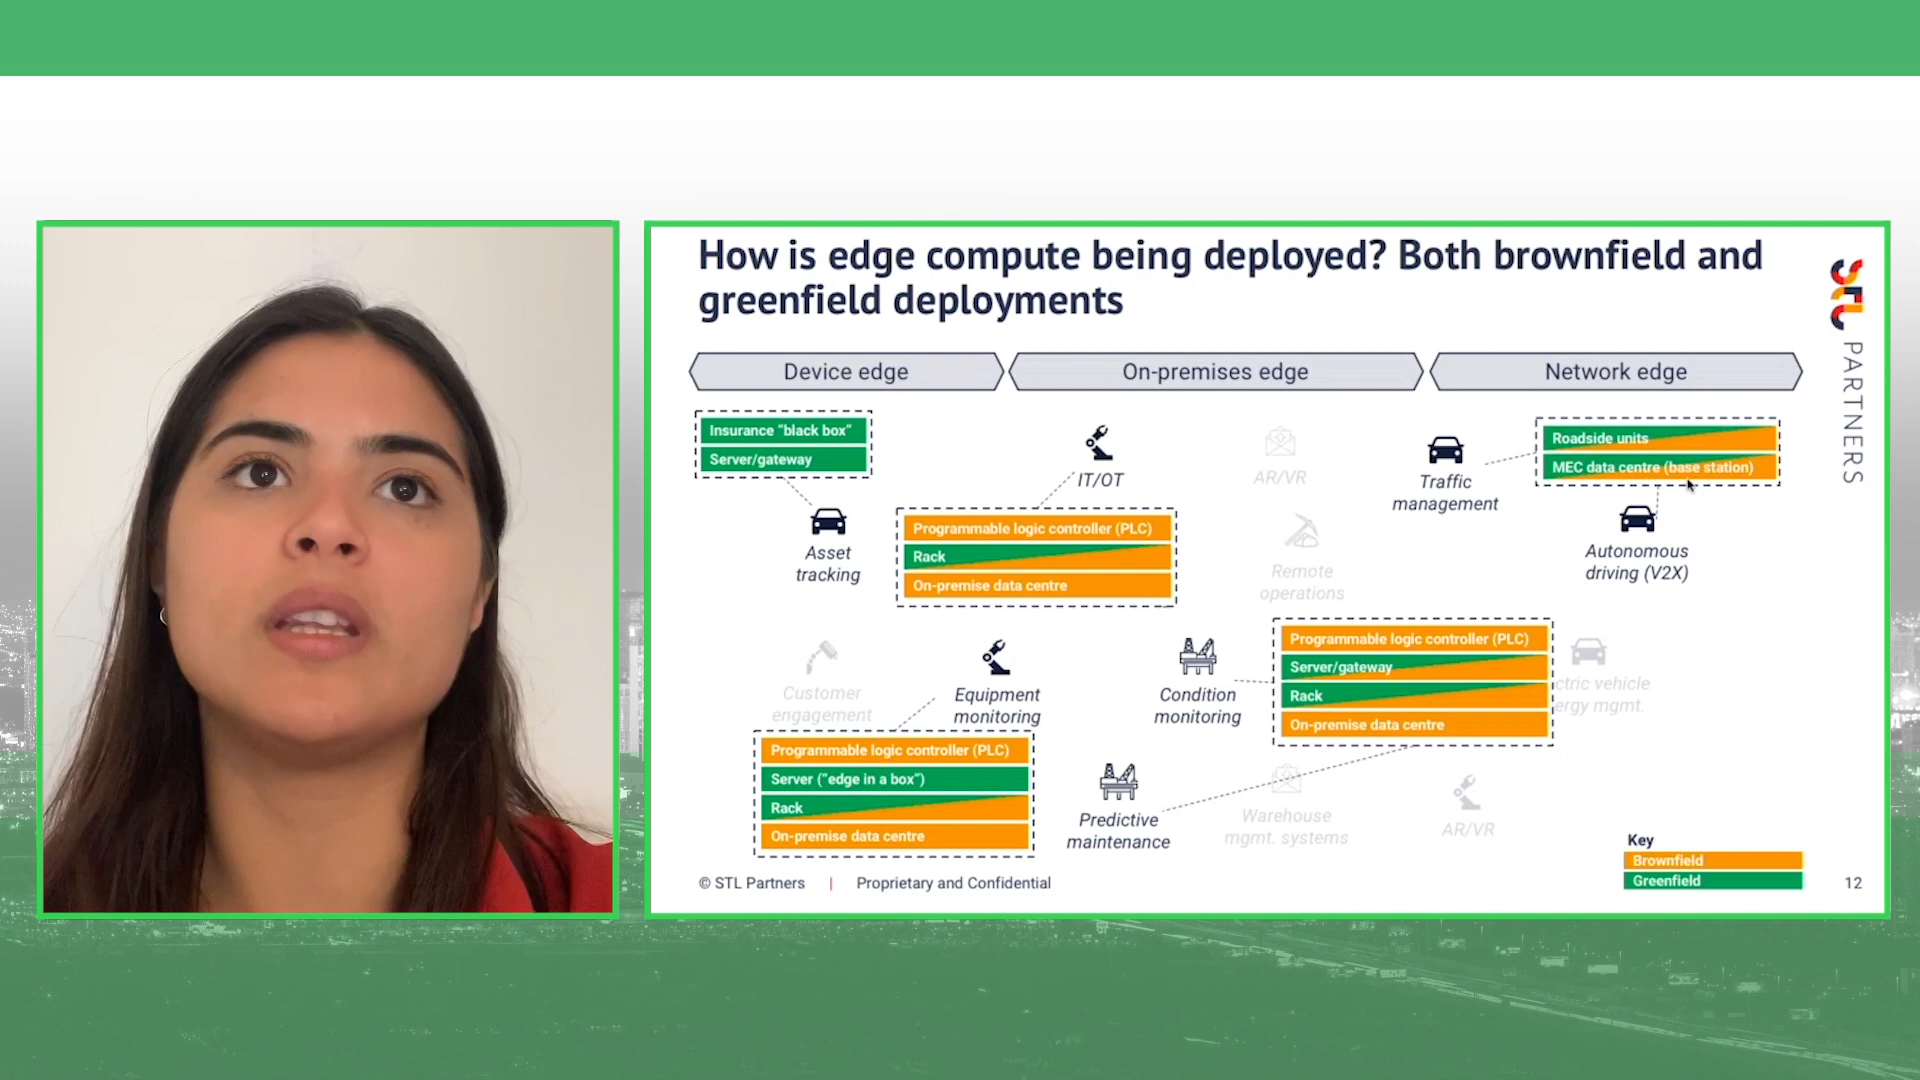 How is edge compute being deployed? Both brownfield and
greenfield deployments
STL
PARTNERS
Device edge
On-premises edge
Network edge
Insurance “black box”
Server/gateway
Asset
tracking
IT/OT
Programmable logic controller (PLC)
Rack
On-premise data centre
AR/VR
Remote
operations
Traffic
management
Roadside units
MEC data centre (base station)
Autonomous
driving (V2X)
Customer
engagement
Equipment
monitoring
Programmable logic controller (PLC)
Server (“edge in a box”)
Rack
On-premise data centre
Condition
monitoring
Programmable logic controller (PLC)
Server/gateway
Rack
On-premise data centre
ctric vehicle
ergy mgmt.
Predictive
maintenance
Warehouse
mgmt. systems
AR/VR
Key
Brownfield
Greenfield
© STL Partners | Proprietary and Confidential
12